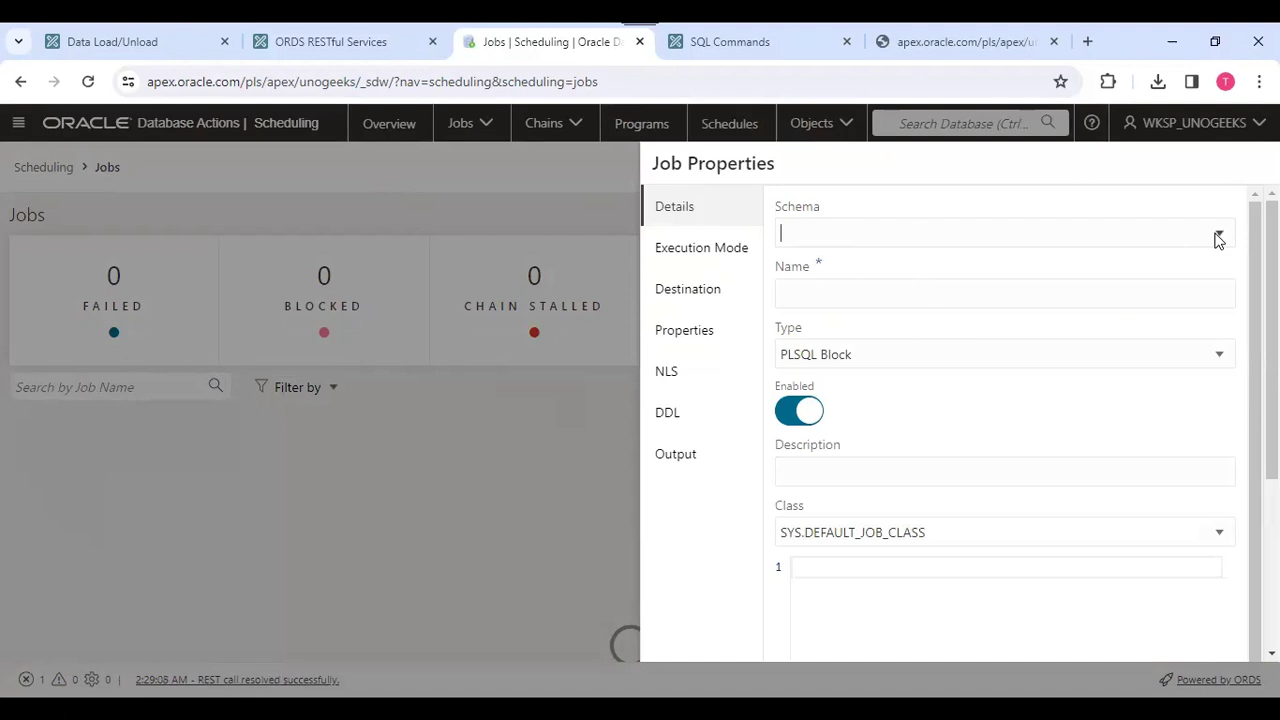 Data Load/Unload
ORDS RESTful Services
Jobs | Scheduling | Oracle Da
SQL Commands
apex.oracle.com/pls/apex/u
apex.oracle.com/pls/apex/unogeeks/_sdw/?nav=scheduling&scheduling=jobs
T
ORACLE Database Actions | Scheduling
Overview
Jobs
Chains
Programs
Schedules
Objects
Search Database (Ctrl...
WKSP_UNOGEEKS
Scheduling > Jobs
Jobs
0
FAILED
0
BLOCKED
0
CHAIN STALLED
Search by Job Name
Filter by
Job Properties
Details
Execution Mode
Destination
Properties
NLS
DDL
Output
Schema
Name *
Type
PLSQL Block
Enabled
Description
Class
SYS.DEFAULT_JOB_CLASS
1
1 0 0 | 2:29:08 AM - REST call resolved successfully.
Powered by ORDS